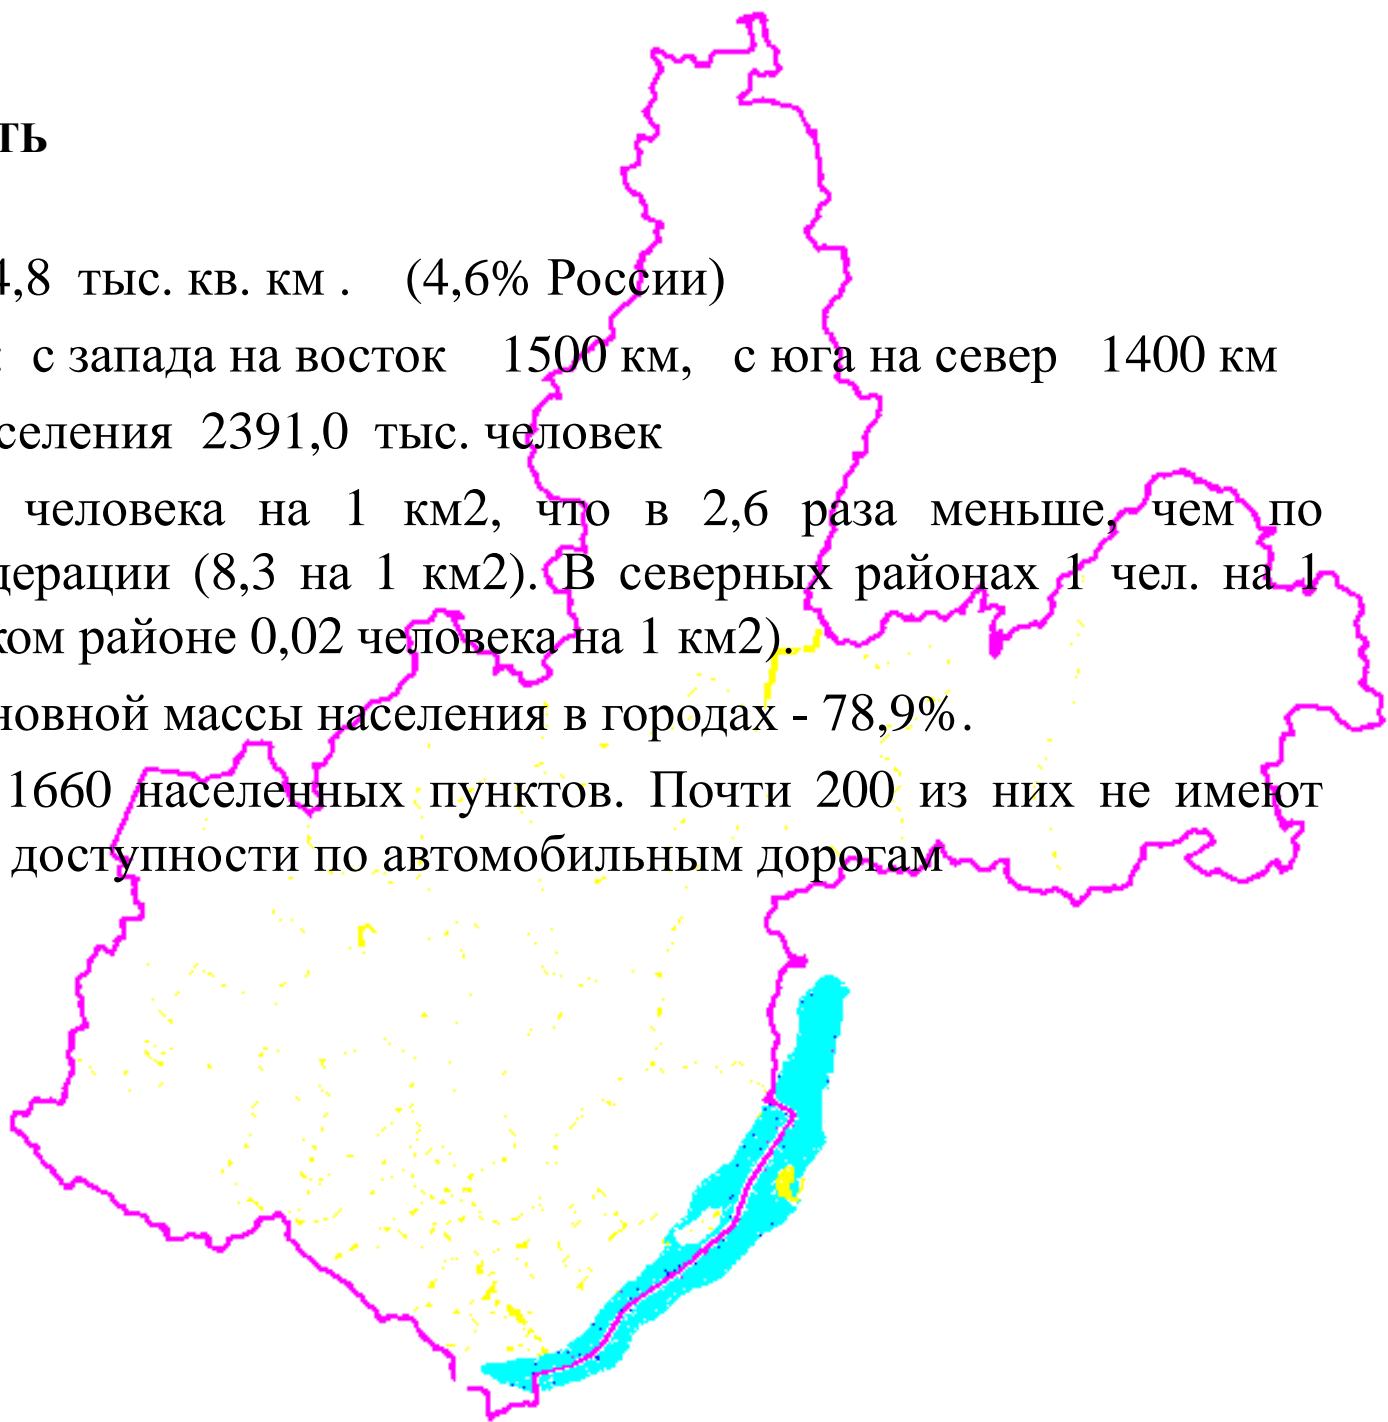 ТЬ
4,8 тыс. кв. км . (4,6% России)
: с запада на восток 1500 км, с юга на север 1400 км
селения 2391,0 тыс. человек
человека на 1 км2, что в 2,6 раза меньше, чем по
дерации (8,3 на 1 км2). В северных районах 1 чел. на 1
ком районе 0,02 человека на 1 км2).
новной массы населения в городах - 78,9%.
1660 населенных пунктов. Почти 200 из них не имеют
доступности по автомобильным дорогам